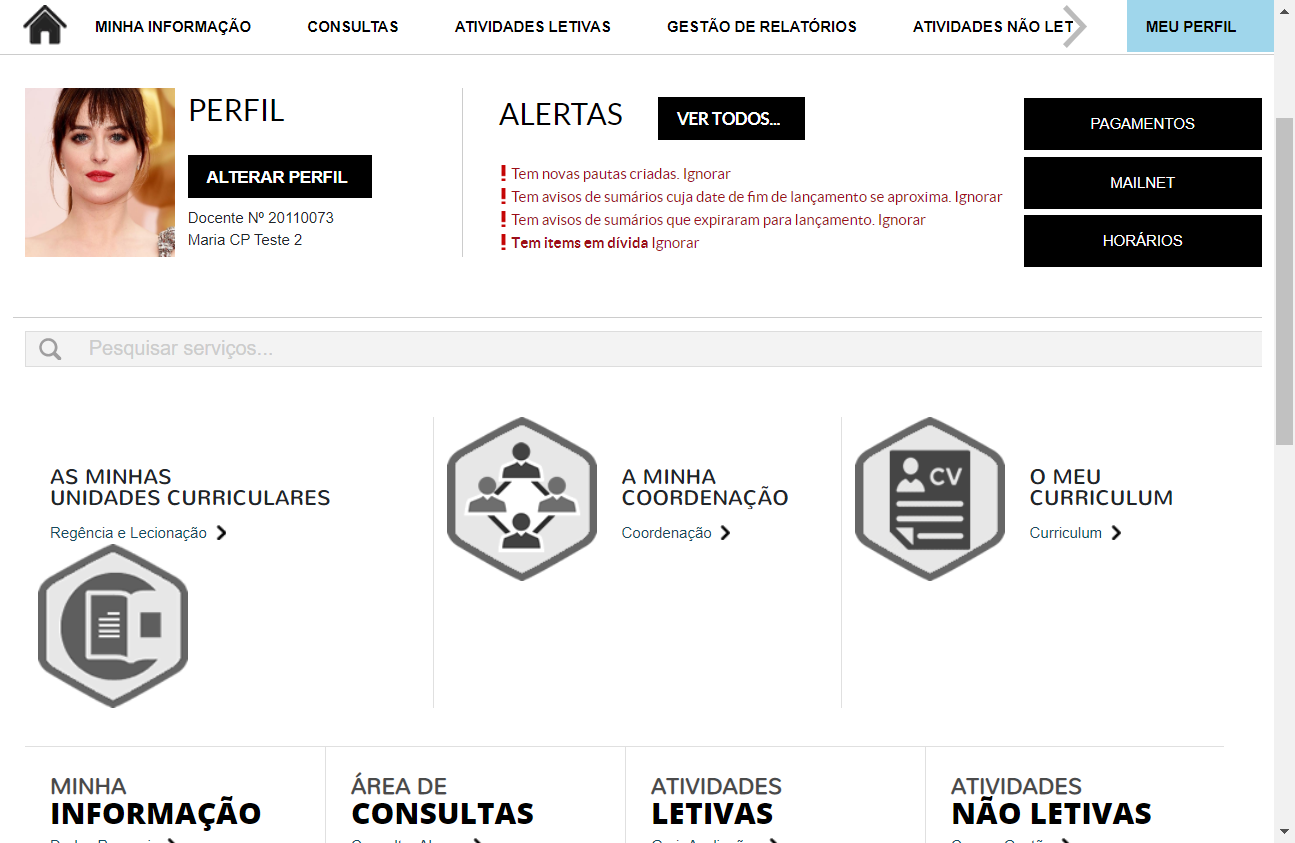 MINHA INFORMAÇÃO
CONSULTAS
ATIVIDADES LETIVAS
GESTÃO DE RELATÓRIOS
ATIVIDADES NÃO LET
MEU PERFIL
PERFIL
ALTERAR PERFIL
Docente Nº 20110073
Maria CP Teste 2
ALERTAS
VER TODOS...
Tem novas pautas criadas. Ignorar
Tem avisos de sumários cuja date de fim de lançamento se aproxima. Ignorar
Tem avisos de sumários que expiraram para lançamento. Ignorar
Tem items em dívida Ignorar
PAGAMENTOS
MAILNET
HORÁRIOS
Pesquisar serviços...
AS MINHAS
UNIDADES CURRICULARES
Regência e Lecionação
A MINHA
COORDENAÇÃO
Coordenação
CV
O MEU
CURRICULUM
Curriculum
MINHA
INFORMAÇÃO
ÁREA DE
CONSULTAS
ATIVIDADES
LETIVAS
ATIVIDADES
NÃO LETIVAS